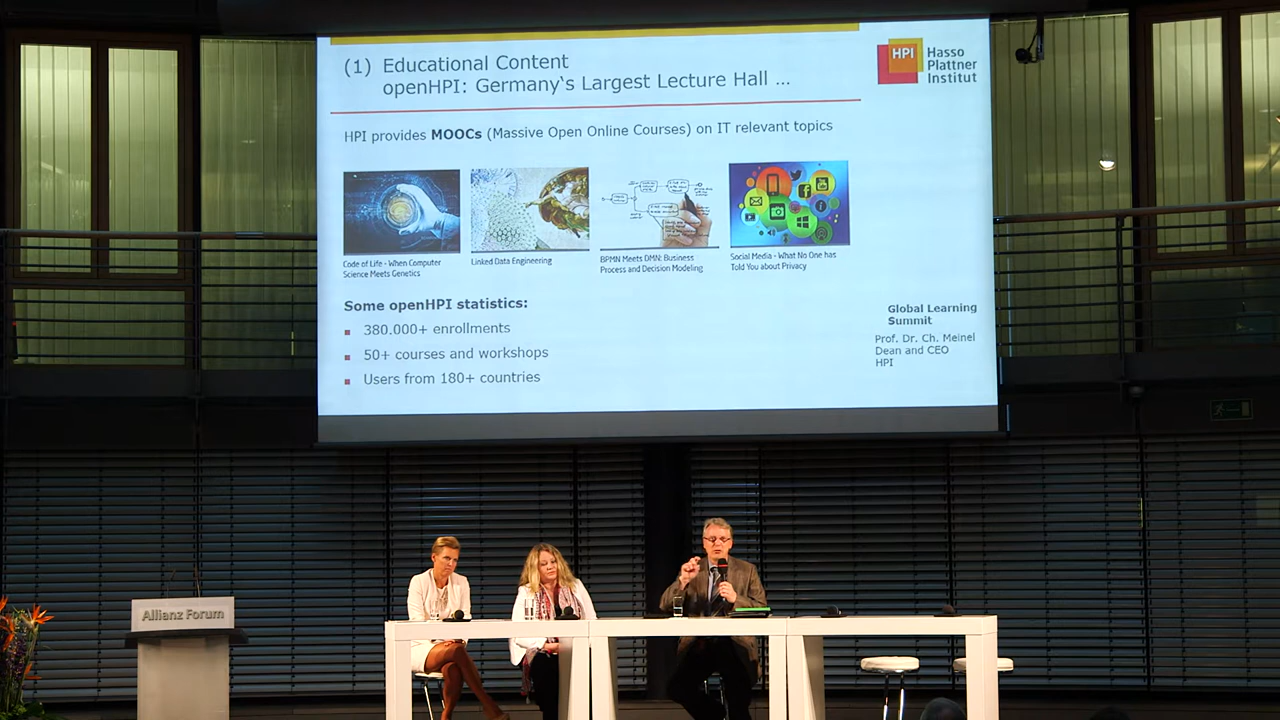 (1) Educational Content
openHPI: Germany's Largest Lecture Hall ...
HPI
Hasso
Plattner
Institut
HPI provides MOOCs (Massive Open Online Courses) on IT relevant topics
Code of Life - When Computer
Science Meets Genetics
Linked Data Engineering
BPMN Meets DMN: Business
Process and Decision Modeling
Social Media - What No One has
Told You about Privacy
Some openHPI statistics:
380.000+ enrollments
50+ courses and workshops
Users from 180+ countries
Global Learning
Summit
Prof. Dr. Ch. Meinel
Dean and CEO
HPI
Allianz Forum